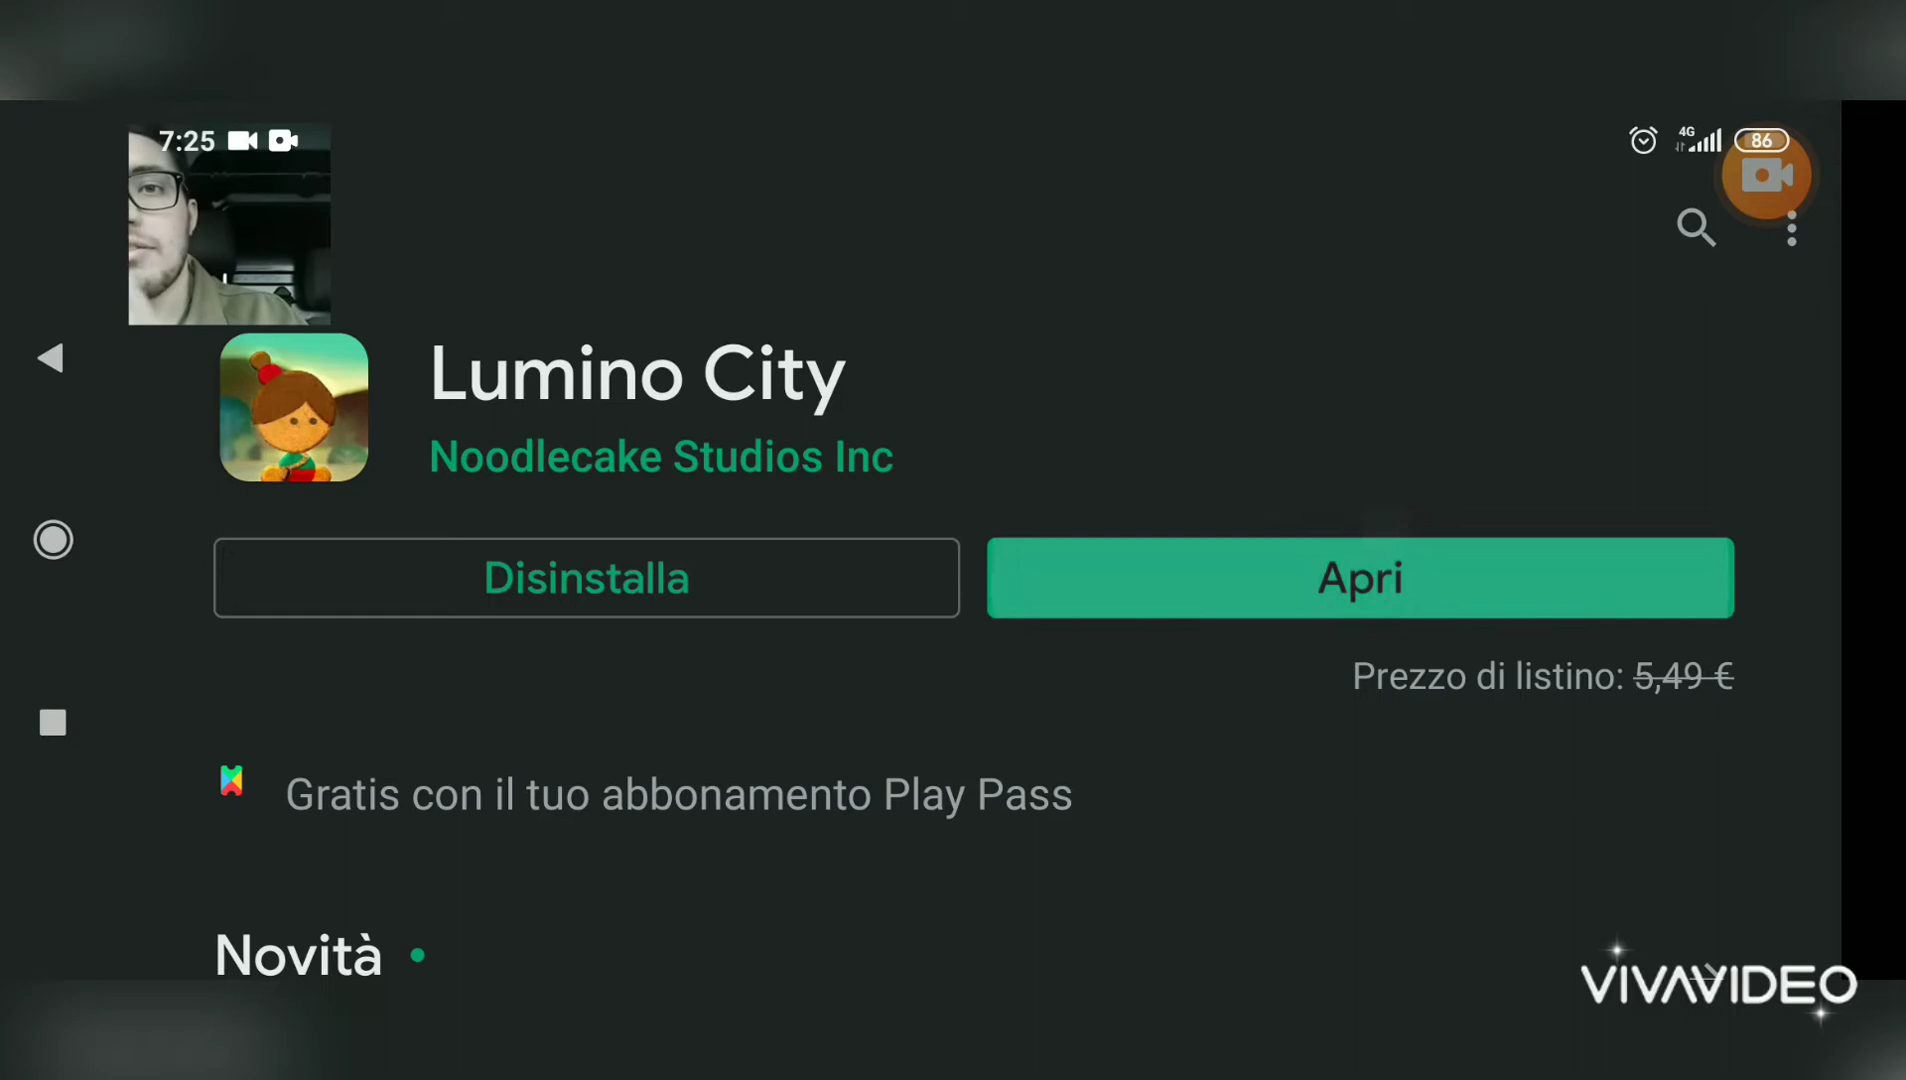 7:25
4G
86
Lumino City
Noodlecake Studios Inc
Disinstalla
Apri
Prezzo di listino: 5,49 €
Gratis con il tuo abbonamento Play Pass
Novità
VIVAVIDEO